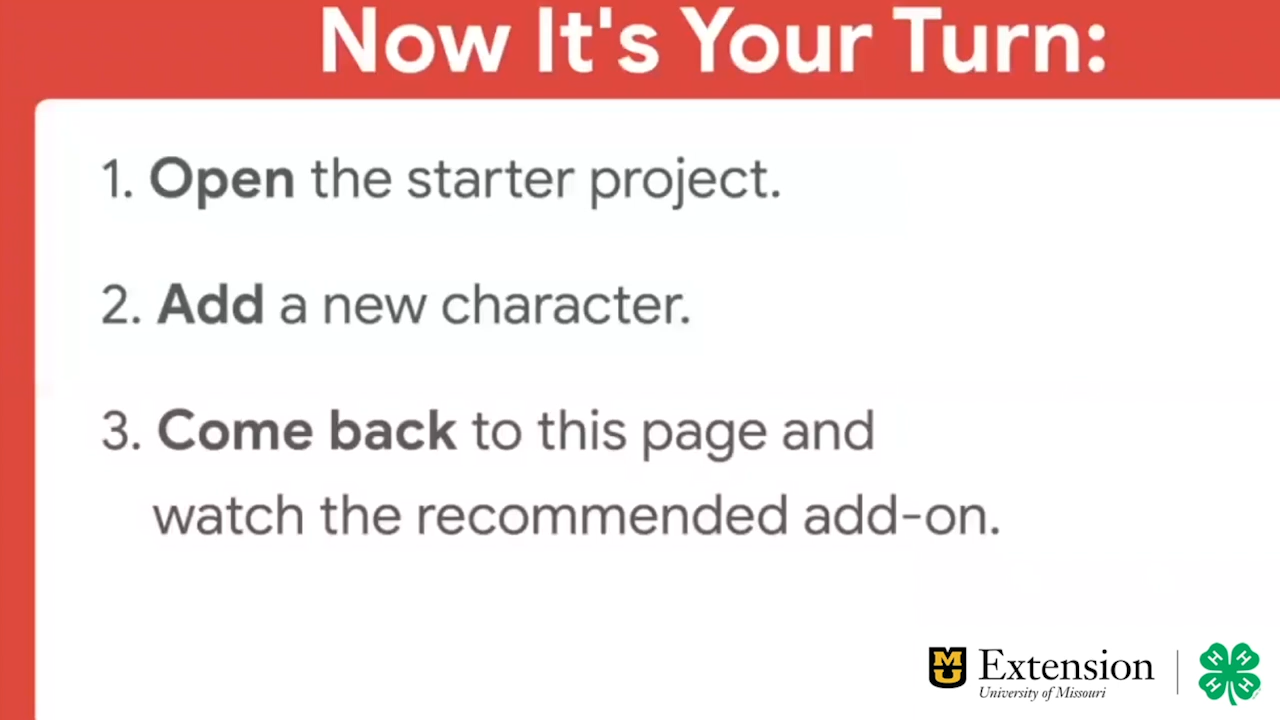 Now It's Your Turn:
1. Open the starter project.
2. Add a new character.
3. Come back to this page and
watch the recommended add-on.
MU Extension
University of Missouri
H H
H H